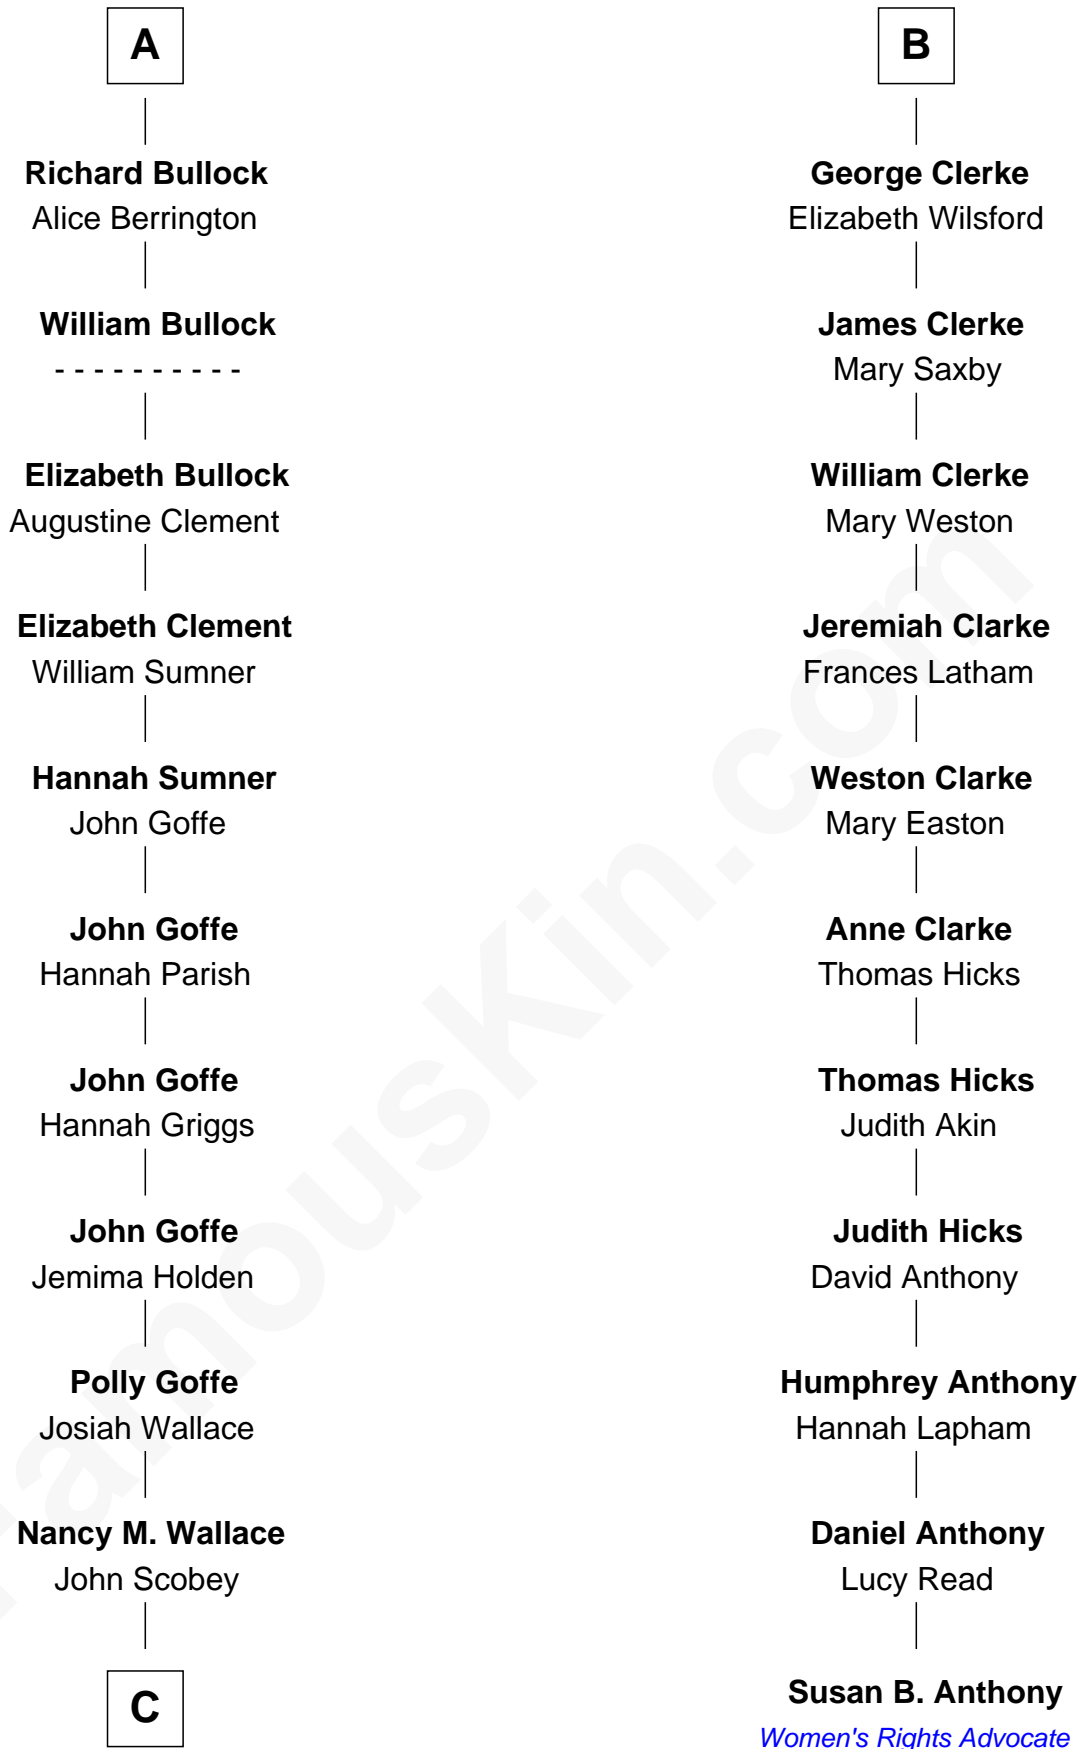 A
Richard Bullock
Alice Berrington
William Bullock
- - - - - - - - - -
Elizabeth Bullock
Augustine Clement
Elizabeth Clement
William Sumner
Hannah Sumner
John Goffe
John Goffe
Hannah Parish
John Goffe
Hannah Griggs
John Goffe
Jemima Holden
Polly Goffe
Josiah Wallace
Nancy M. Wallace
John Scobey
C
B
George Clerke
Elizabeth Wilsford
James Clerke
Mary Saxby
William Clerke
Mary Weston
Jeremiah Clarke
Frances Latham
Weston Clarke
Mary Easton
Anne Clarke
Thomas Hicks
Thomas Hicks
Judith Akin
Judith Hicks
David Anthony
Humphrey Anthony
Hannah Lapham
Daniel Anthony
Lucy Read
Susan B. Anthony
Women's Rights Advocate
FamousKin.com